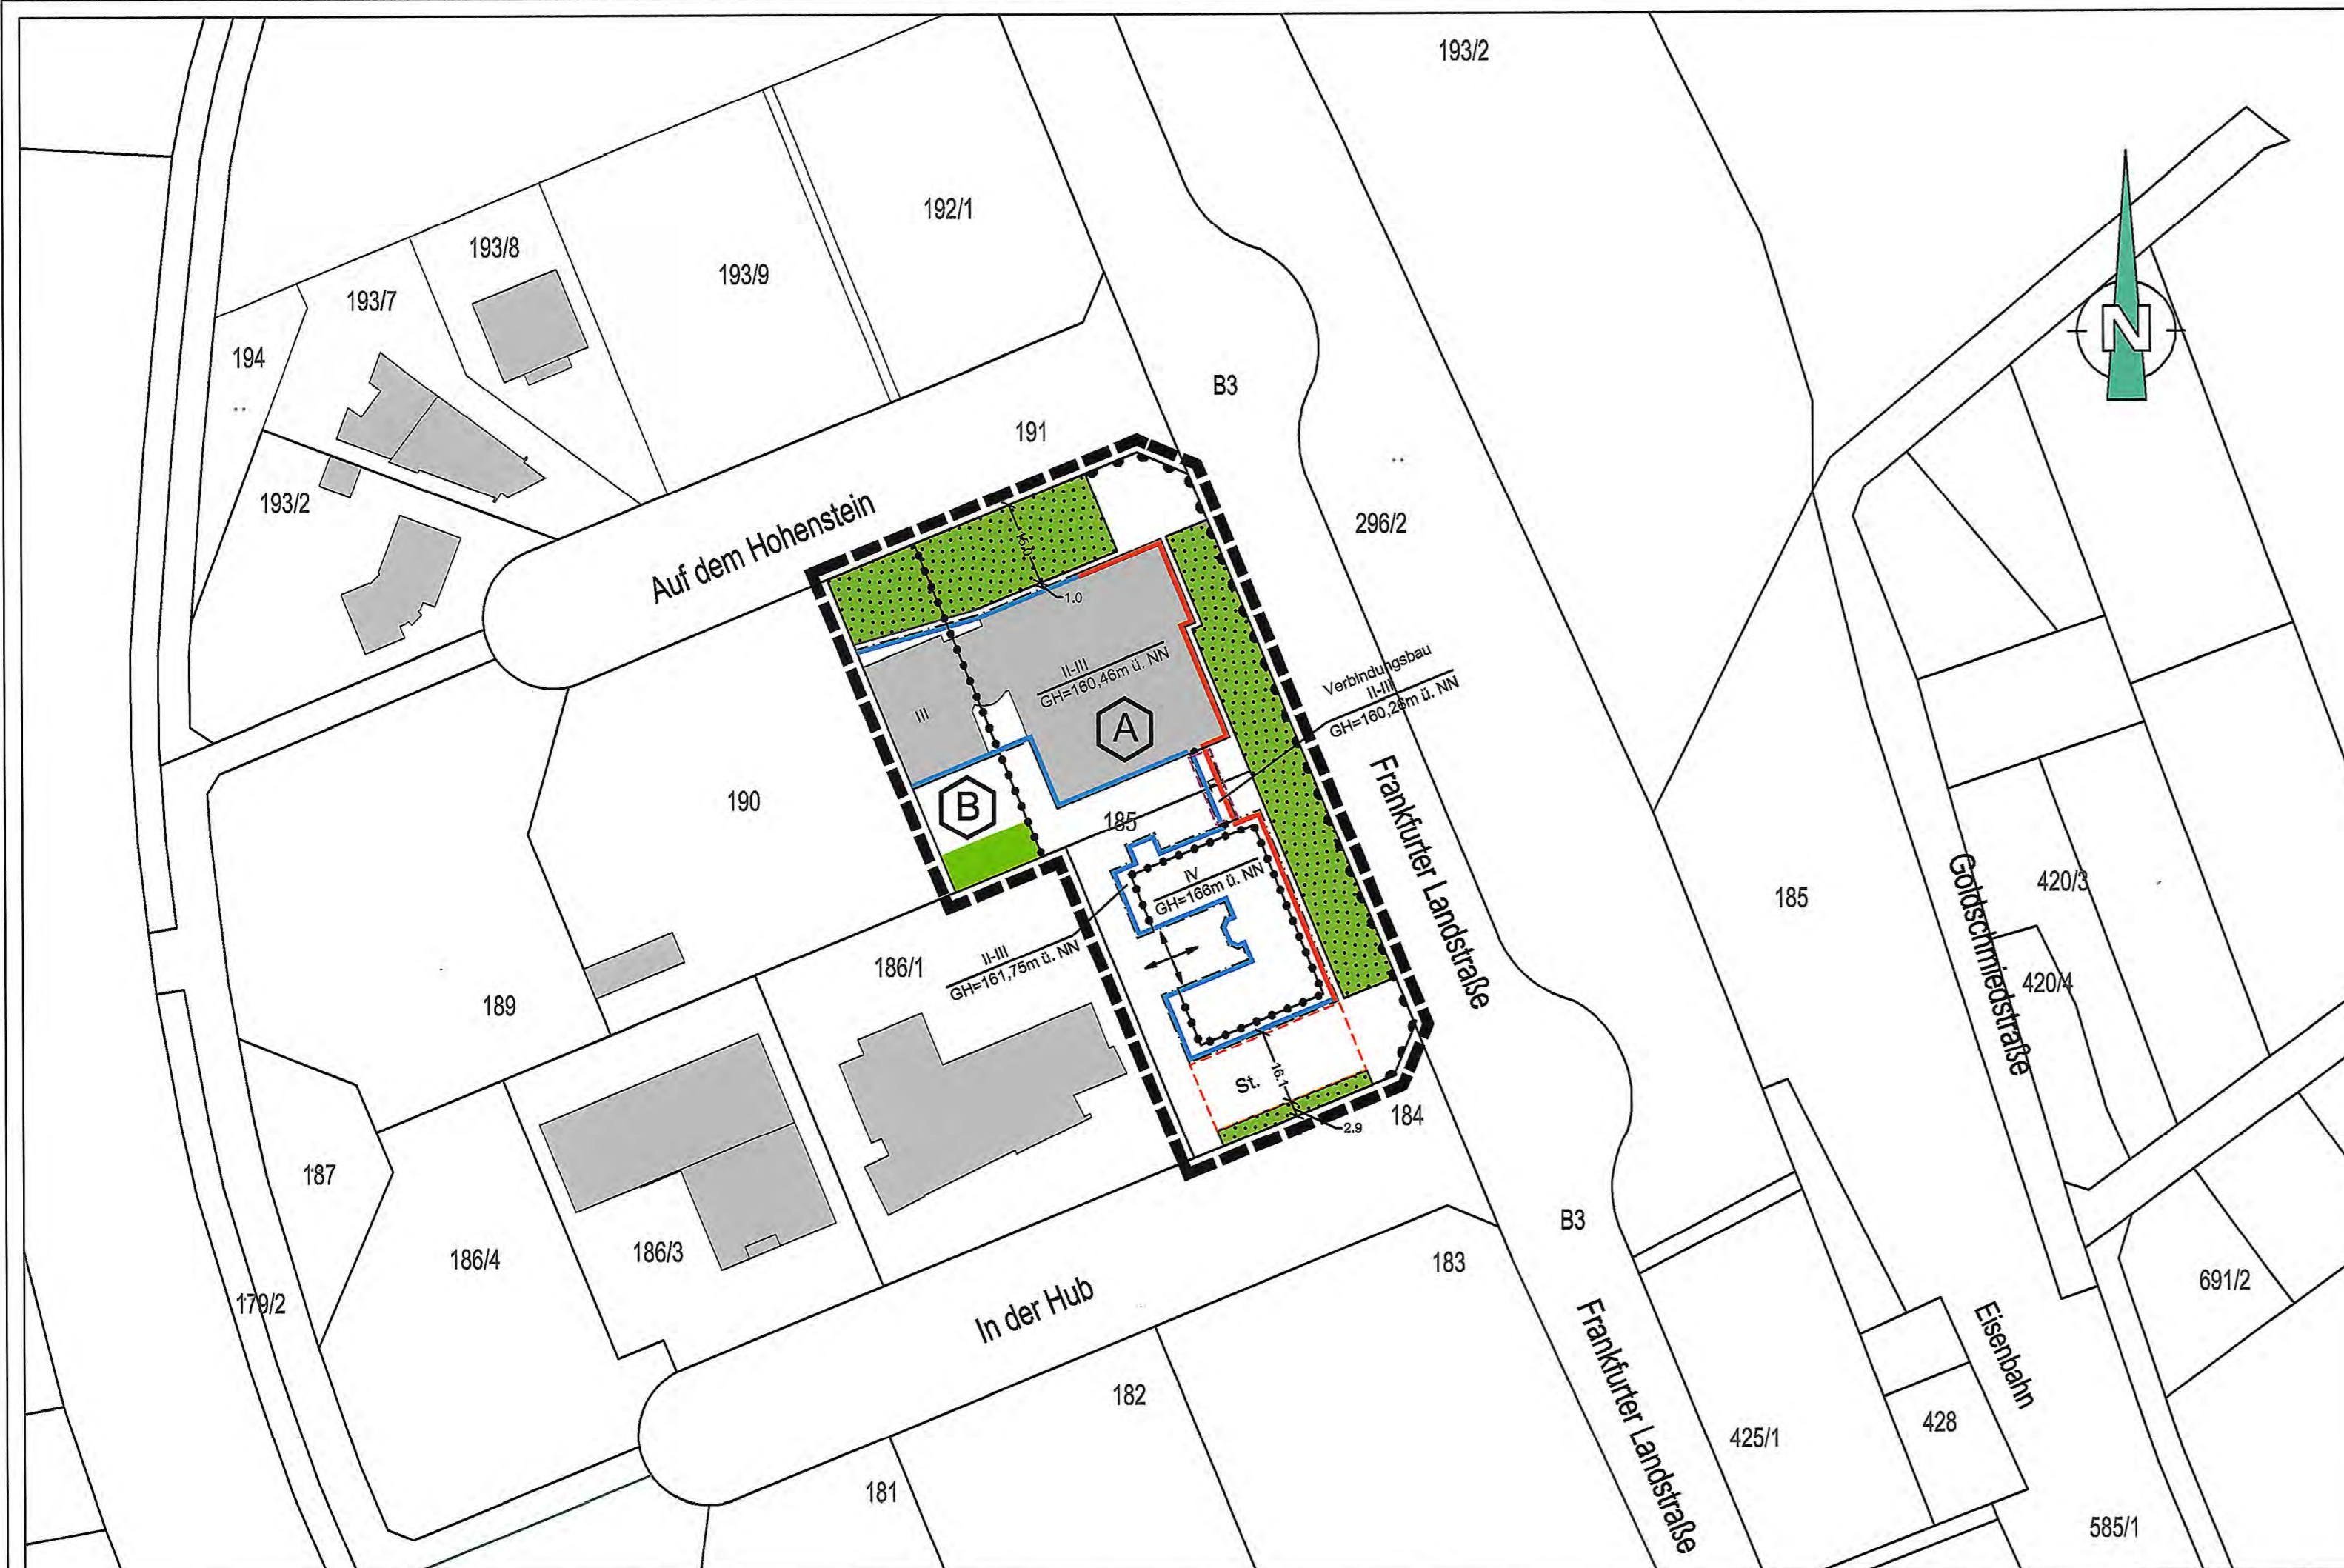 193/2
192/1
193/8
193/9
193/7
194
N
B3
191
193/2
Auf dem Hohenstein
296/2
15.0
1.0
II-III
GH=160,46m ü. NN
Verbindungsbau
II-III
GH=160,26m ü. NN
III
A
B
190
185
Frankfurter Landstraße
IV
GH=166m ü. NN
185
Goldschmiedstraße
420/3
II-III
GH=161,75m ü. NN
186/1
420/4
189
St.
16.1
2.9
184
187
B3
186/4
186/3
183
179/2
In der Hub
691/2
Eisenbahn
Frankfurter Landstraße
182
425/1
428
181
585/1